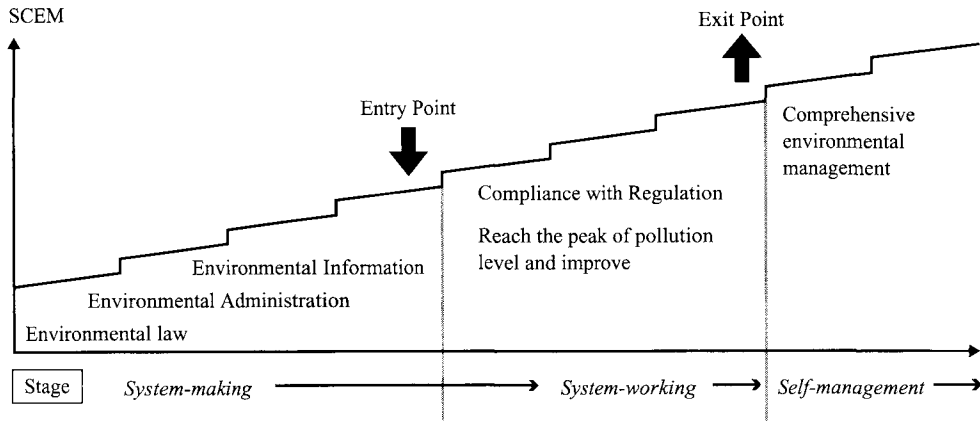 SCEM
Exit Point
Entry Point
Comprehensive
environmental
management
Compliance with Regulation
Reach the peak of pollution
level and improve
Environmental Information
Environmental Administration
Environmental law
Stage System-making System-working Self-management